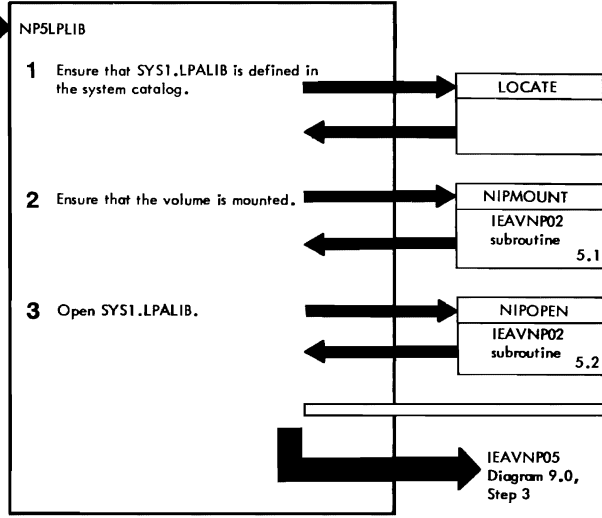 NP5LPLIB
1 Ensure that SYS1.LPALIB is defined in
the system catalog.
LOCATE
2 Ensure that the volume is mounted.
NIPMOUNT
IEAVNP02
subroutine
5.1
3 Open SYS1.LPALIB.
NIPOPEN
IEAVNP02
subroutine
5.2
IEAVNP05
Diagram 9.0,
Step 3